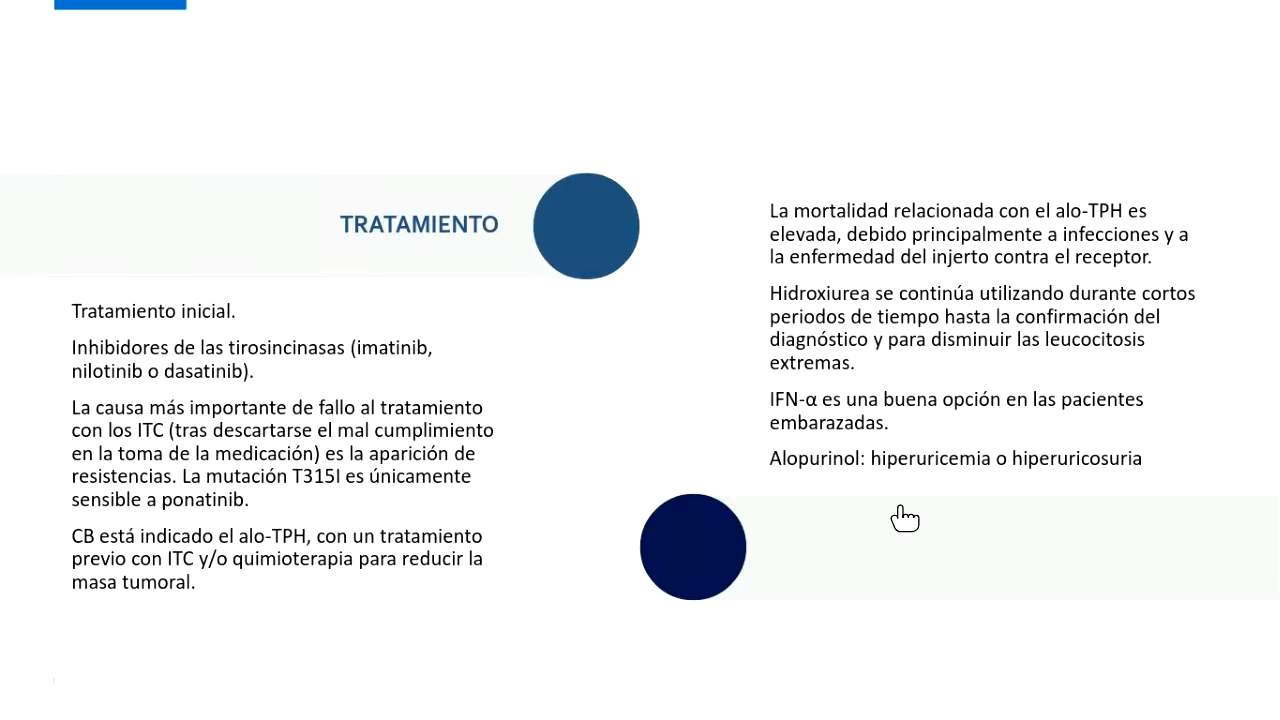 TRATAMIENTO
Tratamiento inicial.
Inhibidores de las tirosincinasas (imatinib,
nilotinib o dasatinib).
La causa más importante de fallo al tratamiento
con los ITC (tras descartarse el mal cumplimiento
en la toma de la medicación) es la aparición de
resistencias. La mutación T315I es únicamente
sensible a ponatinib.
CB está indicado el alo-TPH, con un tratamiento
previo con ITC y/o quimioterapia para reducir la
masa tumoral.
La mortalidad relacionada con el alo-TPH es
elevada, debido principalmente a infecciones y a
la enfermedad del injerto contra el receptor.
Hidroxiurea se continúa utilizando durante cortos
periodos de tiempo hasta la confirmación del
diagnóstico y para disminuir las leucocitosis
extremas.
IFN-α es una buena opción en las pacientes
embarazadas.
Alopurinol: hiperuricemia o hiperuricosuria